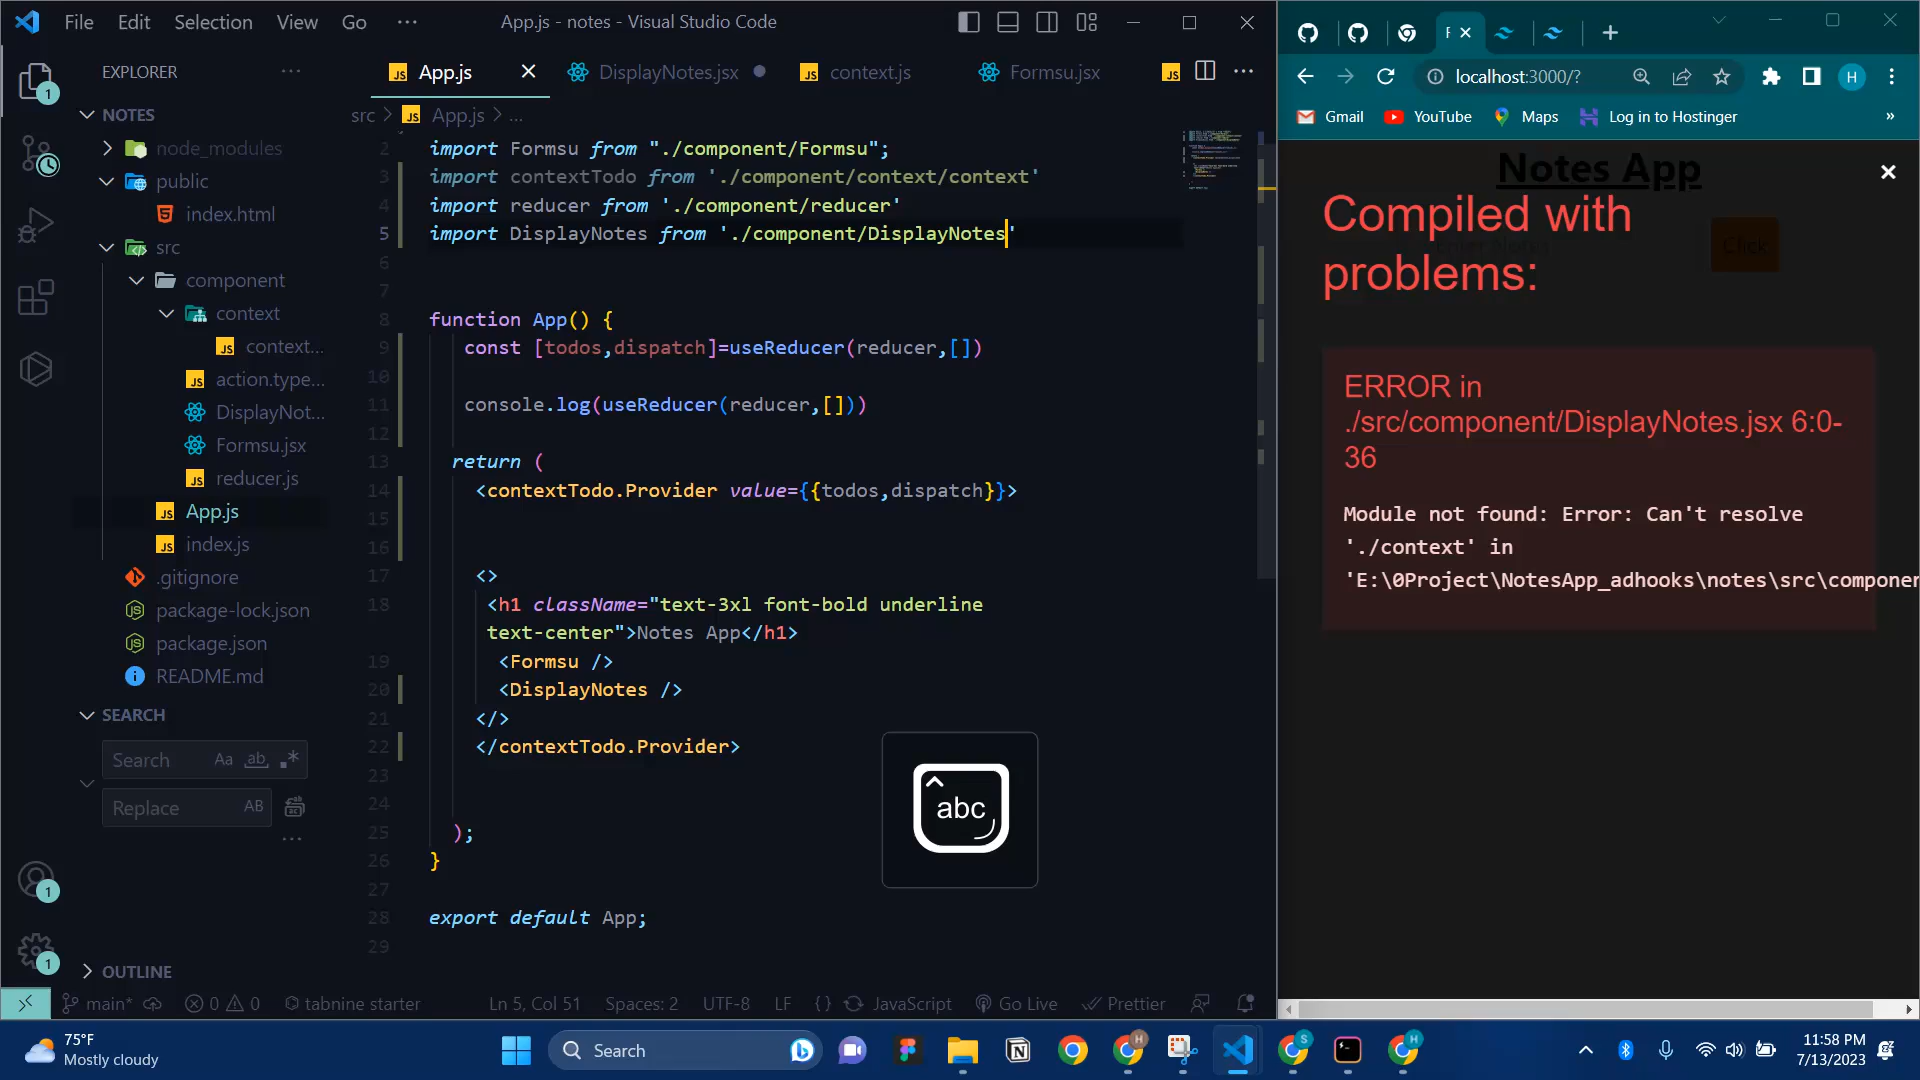 File Edit Selection View Go ··· App.js - notes - Visual Studio Code
EXPLORER ···
App.js DisplayNotes.jsx context.js Formsu.jsx
src > App.js > ...
NOTES
node_modules
public
index.html
src
component
context
context...
action.type...
DisplayNot...
Formsu.jsx
reducer.js
App.js
index.js
.gitignore
package-lock.json
package.json
README.md
SEARCH
Search Aa ab .*
Replace AB
OUTLINE
2 import Formsu from "./component/Formsu";
3 import contextTodo from './component/context/context'
4 import reducer from './component/reducer'
5 import DisplayNotes from './component/DisplayNotes'
6
7
8 function App() {
9 const [todos,dispatch]=useReducer(reducer,[])
10
11 console.log(useReducer(reducer,[]))
12
13 return (
14 <contextTodo.Provider value={{todos,dispatch}}>
15
16
17 <>
18 <h1 className="text-3xl font-bold underline
text-center">Notes App</h1>
19 <Formsu />
20 <DisplayNotes />
21 </>
22 </contextTodo.Provider>
23
24
25 );
26 }
27
28 export default App;
29
abc
main* 0 0 tabnine starter Ln 5, Col 51 Spaces: 2 UTF-8 LF {} JavaScript Go Live Prettier
localhost:3000/?
Gmail YouTube Maps Log in to Hostinger »
Notes App
Click
Compiled with
problems:
ERROR in
./src/component/DisplayNotes.jsx 6:0-
36
Module not found: Error: Can't resolve
'./context' in
'E:\0Project\NotesApp_adhooks\notes\src\componen
75°F
Mostly cloudy
Search
11:58 PM
7/13/2023